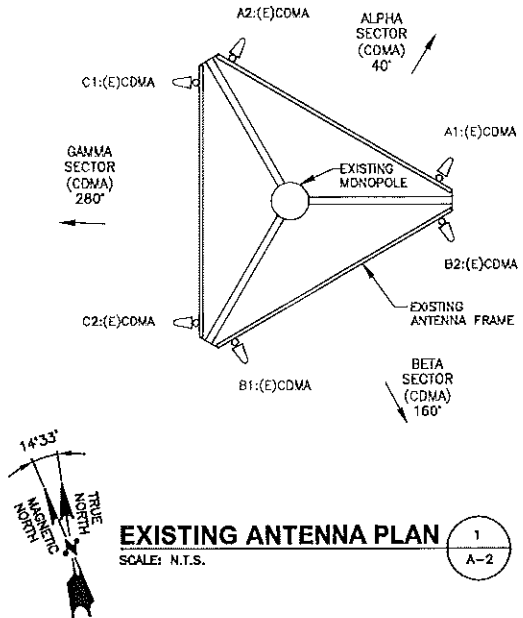 A2:(E)CDMA
ALPHA
SECTOR
(CDMA)
40°
C1:(E)CDMA
A1:(E)CDMA
GAMMA
SECTOR
(CDMA)
280°
EXISTING
MONOPOLE
B2:(E)CDMA
C2:(E)CDMA
EXISTING
ANTENNA FRAME
B1:(E)CDMA
BETA
SECTOR
(CDMA)
160°
14°33'
TRUE
NORTH
MAGNETIC
NORTH
N
EXISTING ANTENNA PLAN
SCALE: N.T.S.
1
A-2